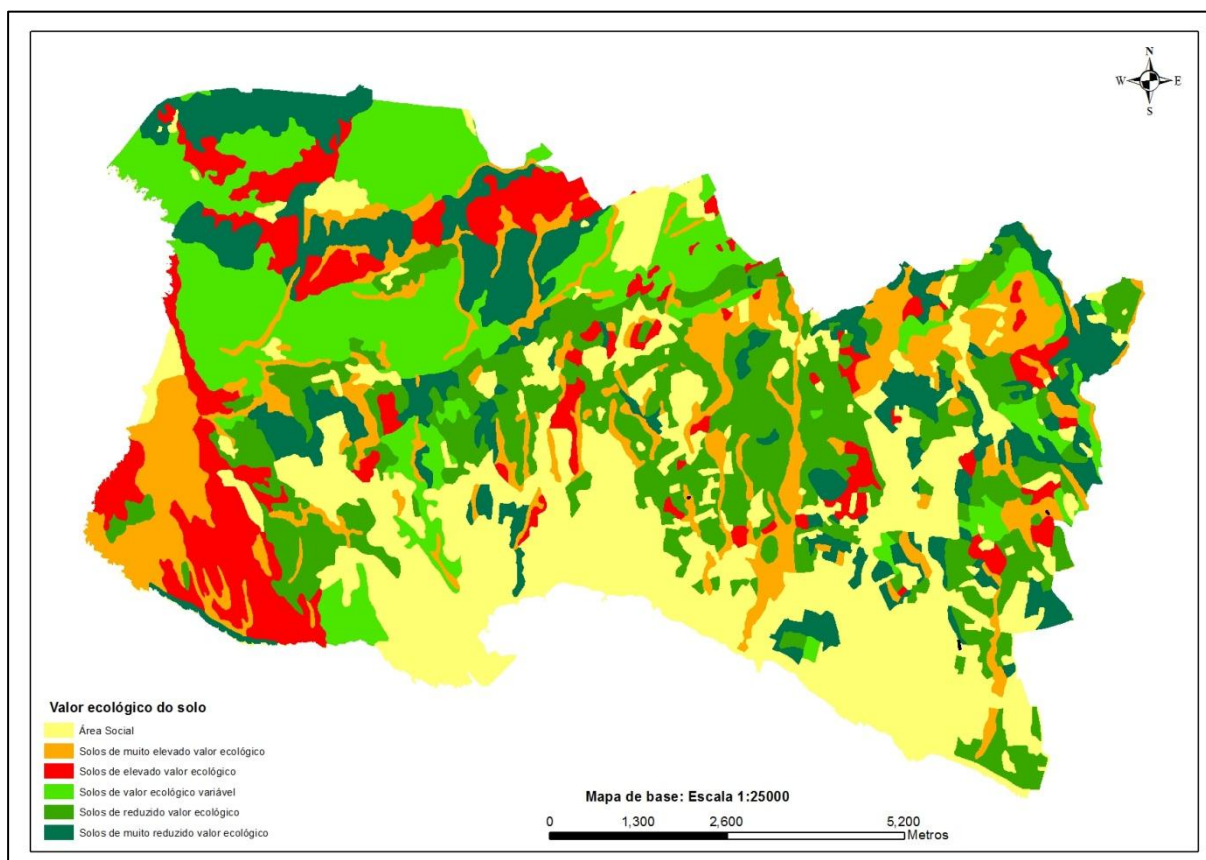 N
W E
S
Valor ecológico do solo
Área Social
Solos de muito elevado valor ecológico
Solos de elevado valor ecológico
Solos de valor ecológico variável
Solos de reduzido valor ecológico
Solos de muito reduzido valor ecológico
Mapa de base: Escala 1:25000
0 1,300 2,600 5,200
Metros